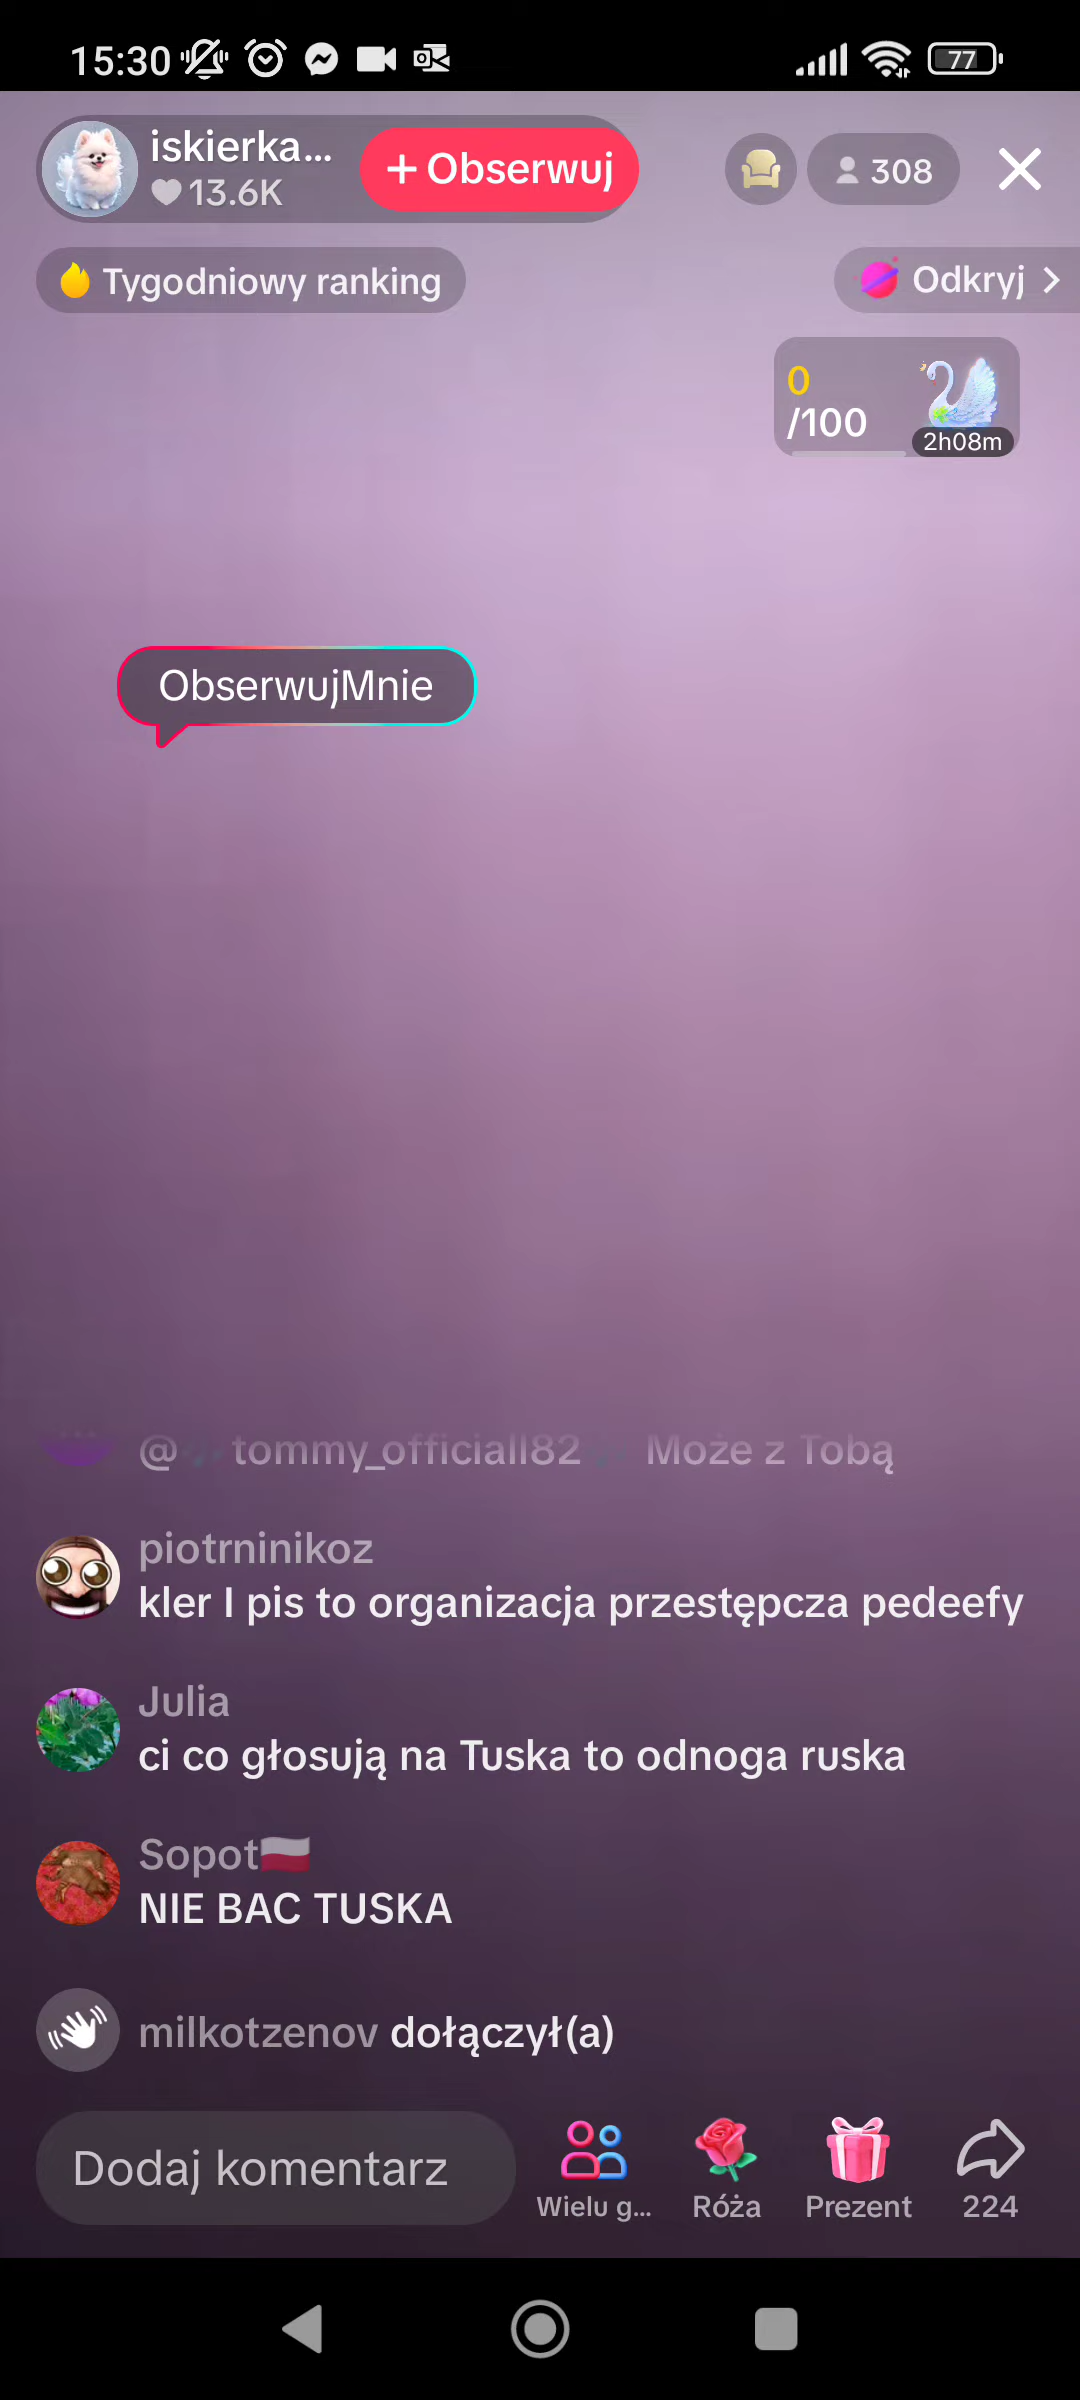 15:30
77
iskierka...
13.6K
+ Obserwuj
308
Tygodniowy ranking
Odkryj
0
/100
2h08m
ObserwujMnie
@ tommy_officiall82 Może z Tobą
piotrninikoz
kler I pis to organizacja przestępcza pedeefy
Julia
ci co głosują na Tuska to odnoga ruska
Sopot
NIE BAC TUSKA
milkotzenov dołączył(a)
Dodaj komentarz
Wielu g...
Róża
Prezent
224